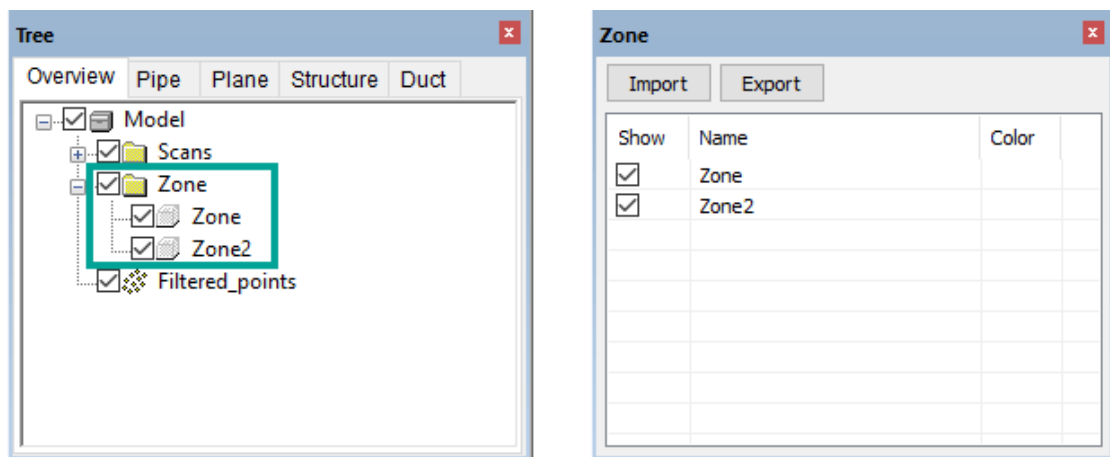 Tree
Overview Pipe Plane Structure Duct
Model
Scans
Zone
Zone
Zone2
Filtered_points
Zone
Import Export
Show Name Color
Zone
Zone2